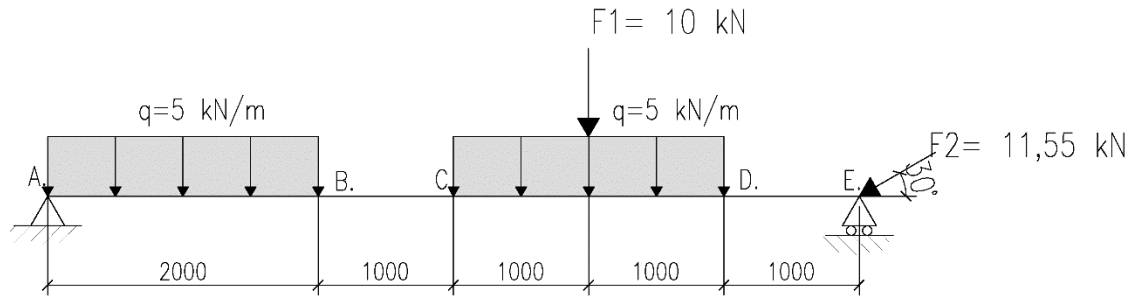 F1= 10 kN
q=5 kN/m
q=5 kN/m
F2= 11,55 kN
30°
A.
B.
C.
D.
E.
2000
1000
1000
1000
1000